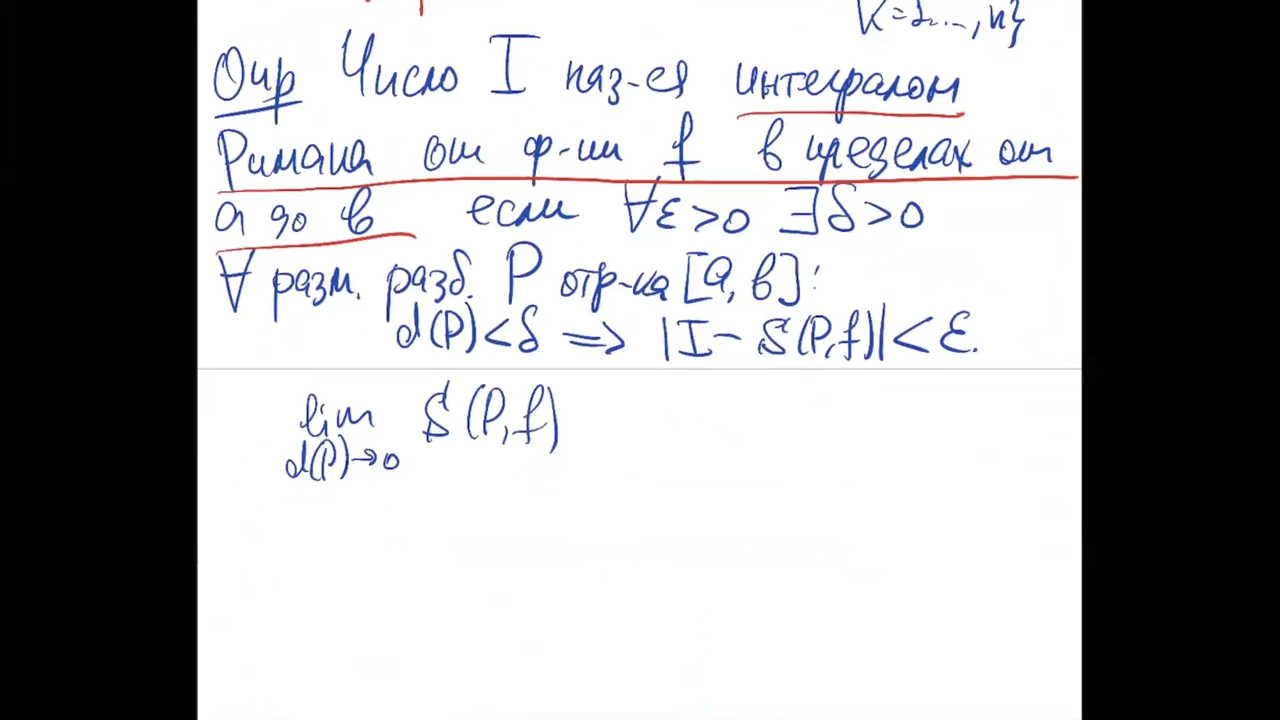 k=1...,n}
Опр Число I наз-ся интегралом
Римана от ф-ии f в пределах от
a до b если ∀ε>0 ∃δ>0
∀ разм. разб. P отр-ка [a, b]:
d(P)<δ => |I - S(P,f)|<ε.
lim S(P,f)
d(P)→0